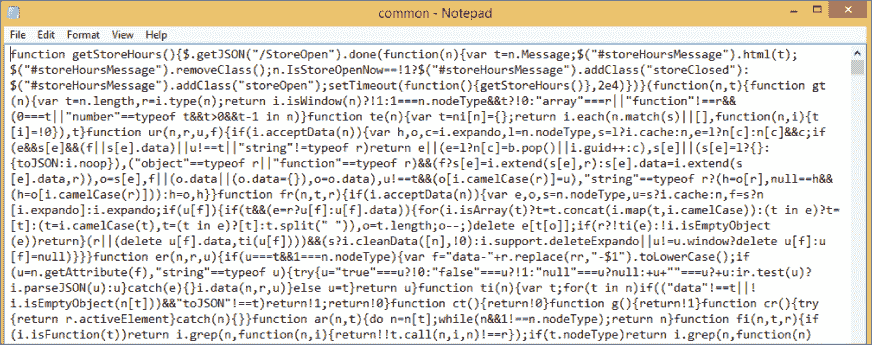 common - Notepad
File Edit Format View Help
function getStoreHours(){$.getJSON("/StoreOpen").done(function(n){var t=n.Message;$("#storeHoursMessage").html(t);
$("#storeHoursMessage").removeClass();n.IsStoreOpenNow==!1?$("#storeHoursMessage").addClass("storeClosed"):
$("#storeHoursMessage").addClass("storeOpen");setTimeout(function(){getStoreHours()},2e4)})}(function(n,t){function gt
(n){var t=n.length,r=i.type(n);return i.isWindow(n)?!1:1===n.nodeType&&t?!0:"array"===r||"function"!==r&&
(0===t||"number"==typeof t&&t>0&&t-1 in n)}function te(n){var t=ni[n]={};return i.each(n.match(s)||[],function(n,i){t
[i]=!0}),t}function ur(n,r,u,f){if(i.acceptData(n)){var h,o,c=i.expando,l=n.nodeType,s=l?i.cache:n,e=l?n[c]:n[c]&&c;if
(e&&s[e]&&(f||s[e].data)||u!==t||"string"!=typeof r)return e||(e=l?n[c]=b.pop()||i.guid++:c),s[e]||(s[e]=l?{}:
{toJSON:i.noop}),("object"==typeof r||"function"==typeof r)&&(f?s[e]=i.extend(s[e],r):s[e].data=i.extend(s
[e].data,r)),o=s[e],f||(o.data||(o.data={}),o=o.data),u!==t&&(o[i.camelCase(r)]=u),"string"==typeof r?(h=o[r],null==h&&
(h=o[i.camelCase(r)])):h=o,h}}function fr(n,t,r){if(i.acceptData(n)){var e,o,s=n.nodeType,u=s?i.cache:n,f=s?n
[i.expando]:i.expando;if(u[f]){if(t&&(e=r?u[f]:u[f].data)){for(i.isArray(t)?t=t.concat(i.map(t,i.camelCase)):(t in e)?t=
[t]:(t=i.camelCase(t),t=(t in e)?[t]:t.split(" ")),o=t.length;o--;)delete e[t[o]];if(r?!ti(e):!i.isEmptyObject
(e))return}(r||(delete u[f].data,ti(u[f])))&&(s?i.cleanData([n],!0):i.support.deleteExpando||u!=u.window?delete u[f]:u
[f]=null)}}}function er(n,r,u){if(u===t&&1===n.nodeType){var f="data-"+r.replace(rr,"-$1").toLowerCase();if
(u=n.getAttribute(f),"string"==typeof u){try{u="true"===u?!0:"false"===u?!1:"null"===u?null:+u+""===u?+u:ir.test(u)?
i.parseJSON(u):u}catch(e){}i.data(n,r,u)}else u=t}return u}function ti(n){var t;for(t in n)if(("data"!==t||!
i.isEmptyObject(n[t]))&&"toJSON"!==t)return!1;return!0}function ct(){return!0}function g(){return!1}function cr(){try
{return r.activeElement}catch(n){}}function ar(n,t){do n=n[t];while(n&&1!==n.nodeType);return n}function fi(n,t,r){if
(i.isFunction(t))return i.grep(n,function(n,i){return!!t.call(n,i,n)!==r});if(t.nodeType)return i.grep(n,function(n)